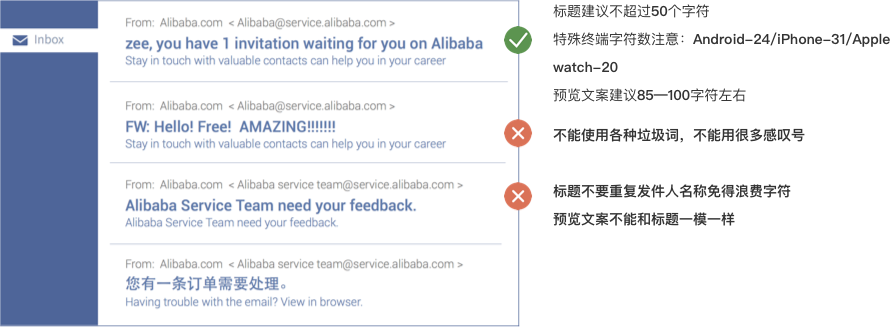 Inbox
From: Alibaba.com < Alibaba@service.alibaba.com >
zee, you have 1 invitation waiting for you on Alibaba
Stay in touch with valuable contacts can help you in your career
From: Alibaba.com < Alibaba@service.alibaba.com >
FW: Hello! Free! AMAZING!!!!!!!
Stay in touch with valuable contacts can help you in your career
From: Alibaba.com < Alibaba service team@service.alibaba.com >
Alibaba Service Team need your feedback.
Alibaba Service Team need your feedback.
From: Alibaba.com < Alibaba service team@service.alibaba.com >
您有一条订单需要处理。
Having trouble with the email? View in browser.
标题建议不超过50个字符
特殊终端字符数注意：Android-24/iPhone-31/Apple
watch-20
预览文案建议85—100字符左右
不能使用各种垃圾词，不能用很多感叹号
标题不要重复发件人名称免得浪费字符
预览文案不能和标题一模一样